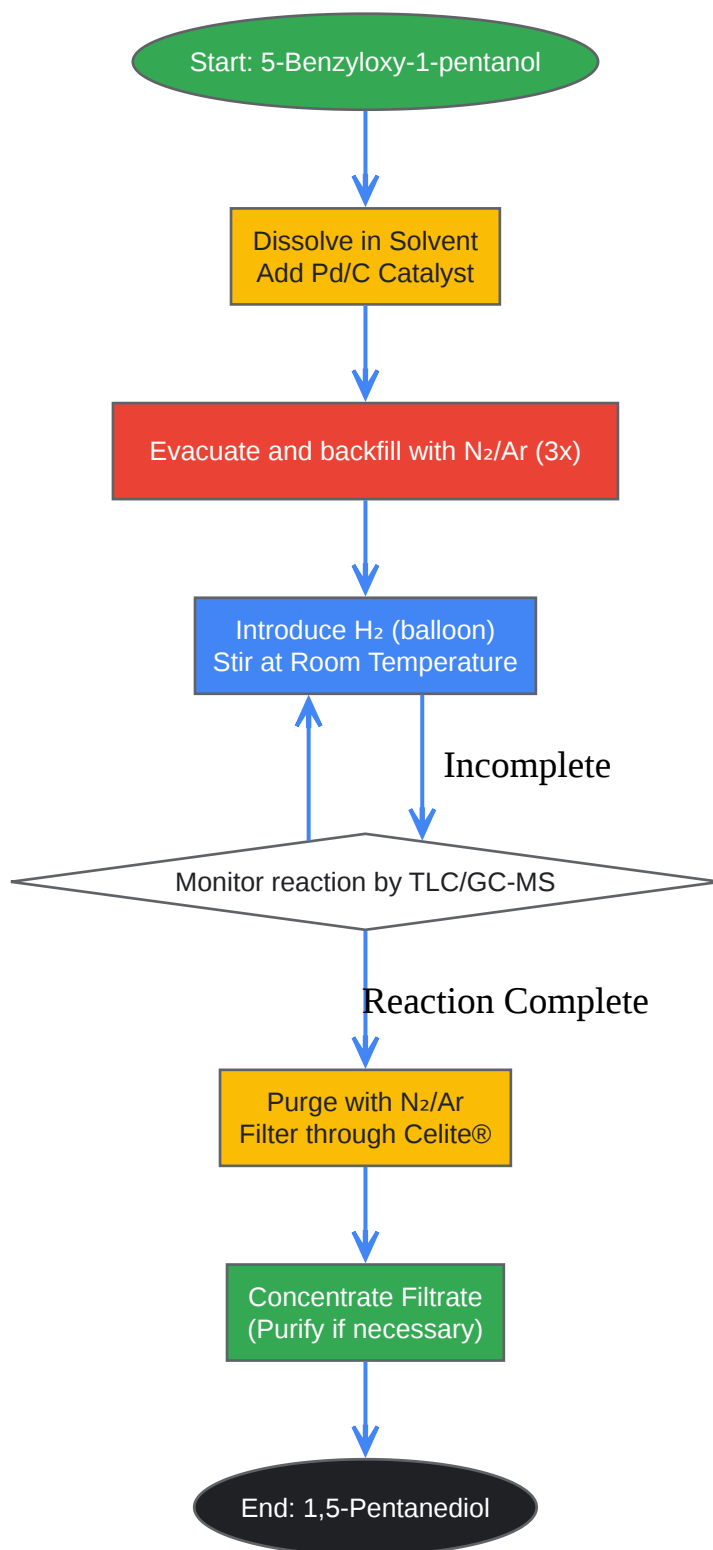 Start: 5-Benzyloxy-1-pentanol
Dissolve in Solvent
Add Pd/C Catalyst
Evacuate and backfill with N₂/Ar (3x)
Introduce H₂ (balloon)
Stir at Room Temperature
Incomplete
Monitor reaction by TLC/GC-MS
Reaction Complete
Purge with N₂/Ar
Filter through Celite®
Concentrate Filtrate
(Purify if necessary)
End: 1,5-Pentanediol